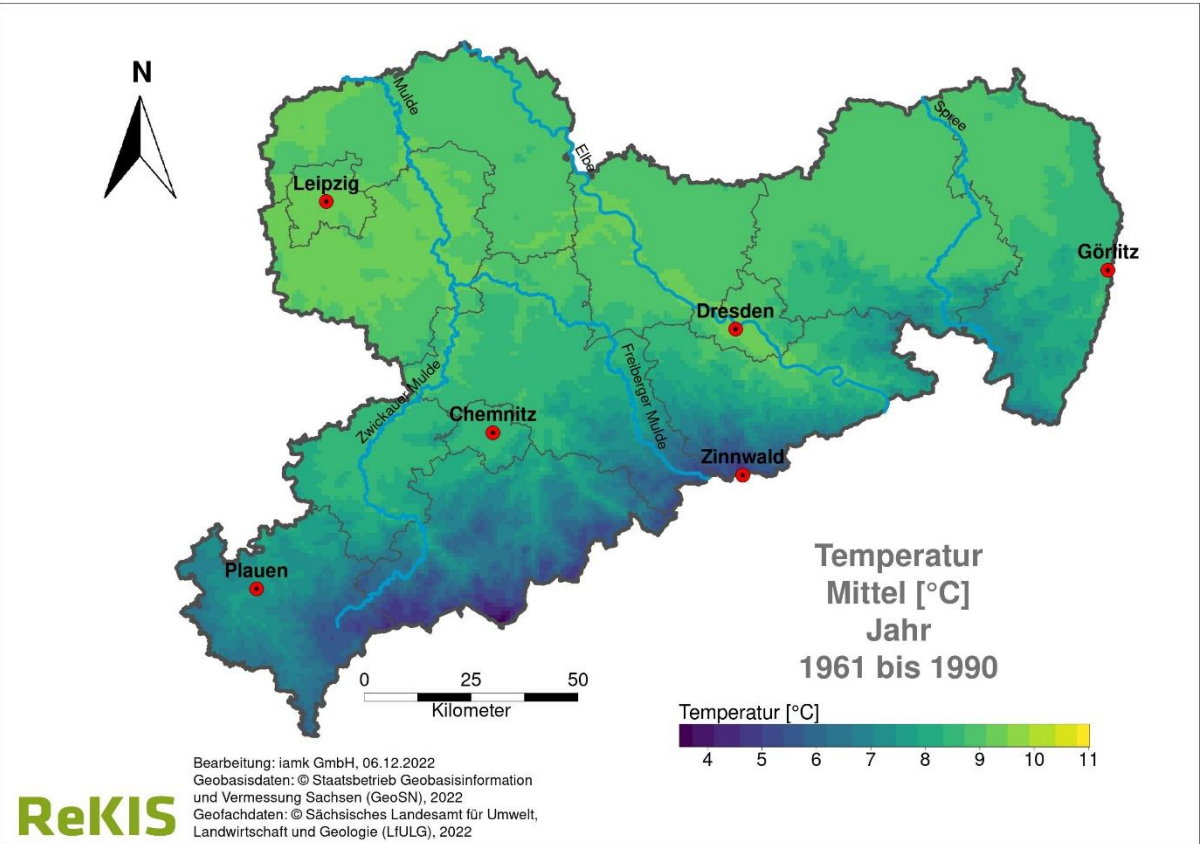 N
Mulde
Elbe
Spree
Leipzig
Görlitz
Dresden
Zwickauer Mulde
Freiberger Mulde
Chemnitz
Zinnwald
Plauen
Temperatur
Mittel [°C]
Jahr
1961 bis 1990
0 25 50
Kilometer
Temperatur [°C]
4 5 6 7 8 9 10 11
Bearbeitung: iamk GmbH, 06.12.2022
Geobasisdaten: © Staatsbetrieb Geobasisinformation
und Vermessung Sachsen (GeoSN), 2022
Geofachdaten: © Sächsisches Landesamt für Umwelt,
Landwirtschaft und Geologie (LfULG), 2022
ReKIS